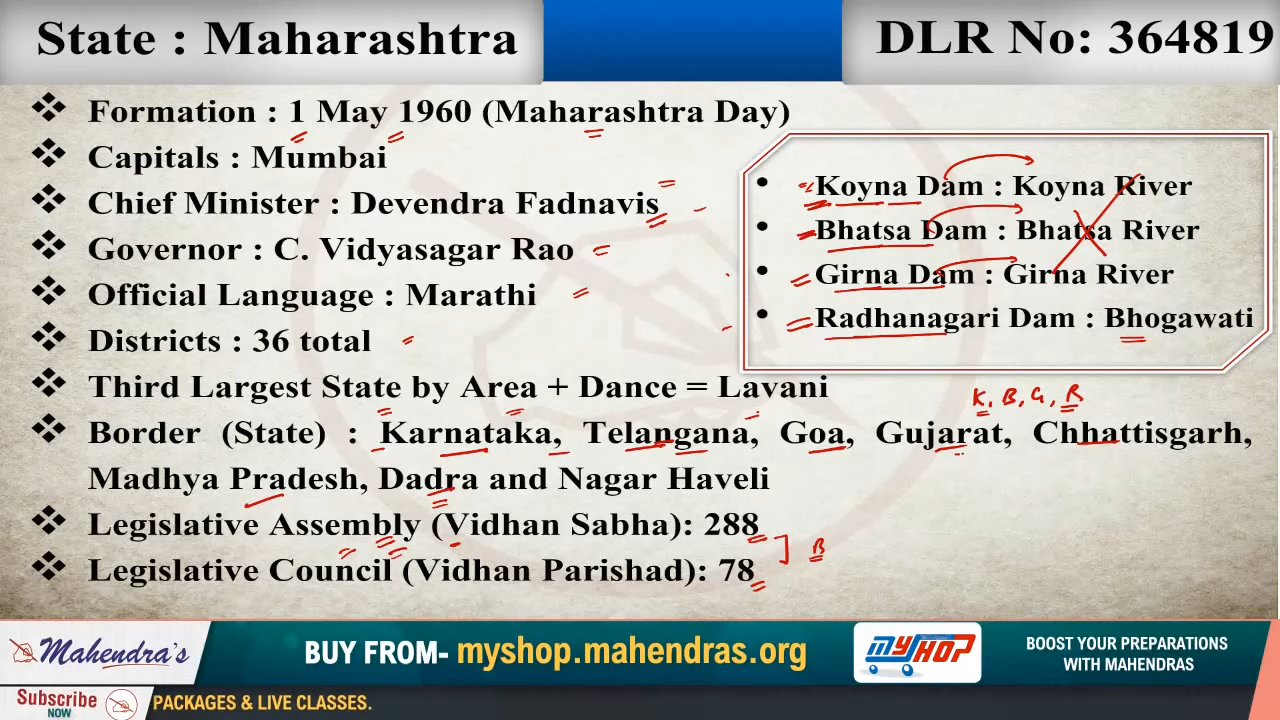 State : Maharashtra
DLR No: 364819
Formation : 1 May 1960 (Maharashtra Day)
Capitals : Mumbai
Chief Minister : Devendra Fadnavis
Governor : C. Vidyasagar Rao
Official Language : Marathi
Districts : 36 total
Third Largest State by Area + Dance = Lavani
Border (State) : Karnataka, Telangana, Goa, Gujarat, Chhattisgarh,
Madhya Pradesh, Dadra and Nagar Haveli
Legislative Assembly (Vidhan Sabha): 288
Legislative Council (Vidhan Parishad): 78
Koyna Dam : Koyna River
Bhatsa Dam : Bhatsa River
Girna Dam : Girna River
Radhanagari Dam : Bhogawati
K, B, G, R
B
Mahendra's
BUY FROM- myshop.mahendras.org
MY SHOP
BOOST YOUR PREPARATIONS
WITH MAHENDRAS
Subscribe
NOW
PACKAGES & LIVE CLASSES.